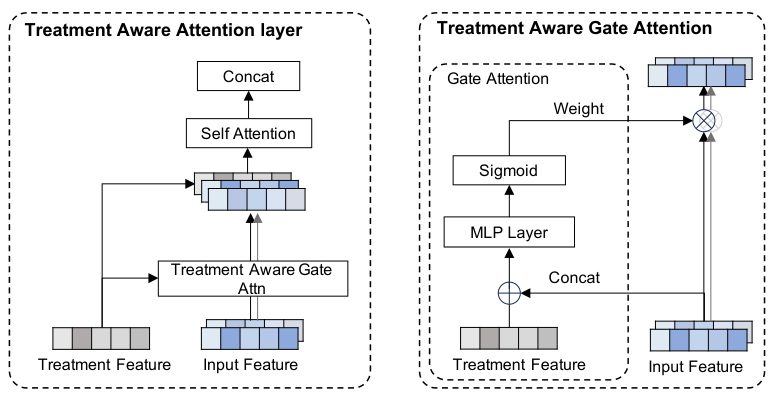 Treatment Aware Attention layer
Concat
Self Attention
Treatment Aware Gate
Attn
Treatment Feature
Input Feature
Treatment Aware Gate Attention
Gate Attention
Weight
Sigmoid
MLP Layer
Concat
Treatment Feature
Input Feature